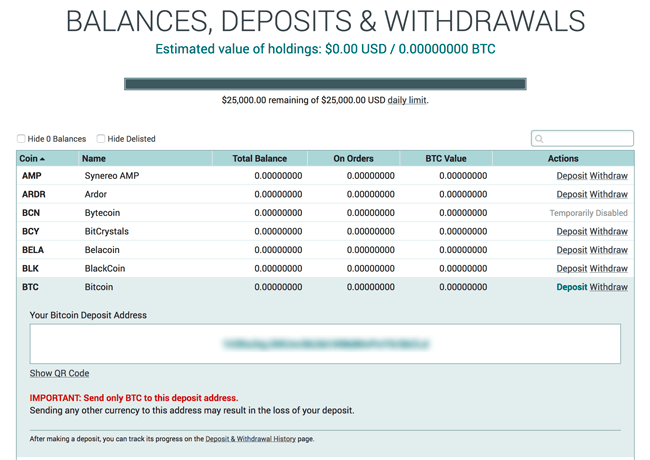 BALANCES, DEPOSITS & WITHDRAWALS
Estimated value of holdings: $0.00 USD / 0.00000000 BTC
$25,000.00 remaining of $25,000.00 USD daily limit.
Hide 0 Balances Hide Delisted
Coin Name Total Balance On Orders BTC Value Actions
AMP Synereo AMP 0.00000000 0.00000000 0.00000000 Deposit Withdraw
ARDR Ardor 0.00000000 0.00000000 0.00000000 Deposit Withdraw
BCN Bytecoin 0.00000000 0.00000000 0.00000000 Temporarily Disabled
BCY BitCrystals 0.00000000 0.00000000 0.00000000 Deposit Withdraw
BELA Belacoin 0.00000000 0.00000000 0.00000000 Deposit Withdraw
BLK BlackCoin 0.00000000 0.00000000 0.00000000 Deposit Withdraw
BTC Bitcoin 0.00000000 0.00000000 0.00000000 Deposit Withdraw
Your Bitcoin Deposit Address
Show QR Code
IMPORTANT: Send only BTC to this deposit address.
Sending any other currency to this address may result in the loss of your deposit.
After making a deposit, you can track its progress on the Deposit & Withdrawal History page.